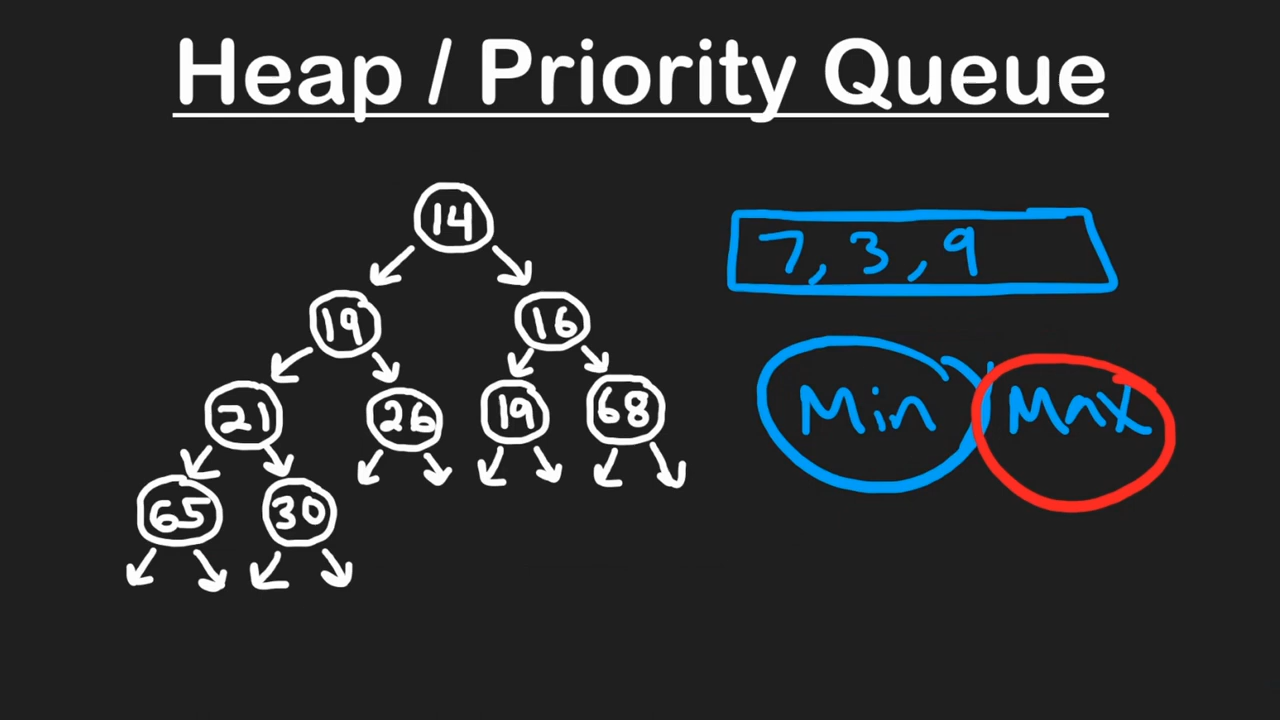 Heap / Priority Queue
14
7, 3, 9
19 16
21 26 19 68
Min Max
65 30